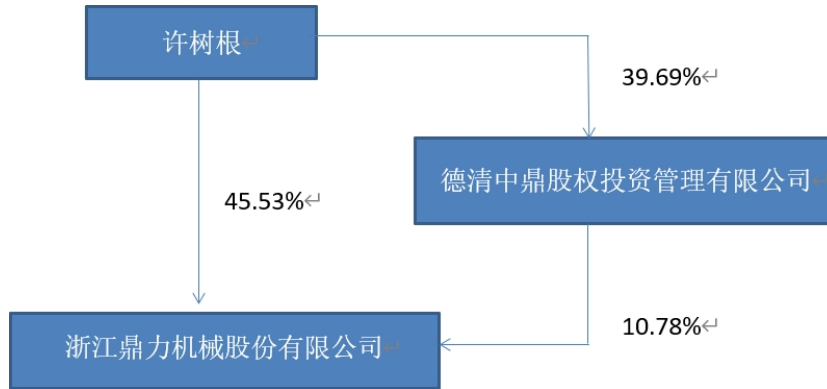 许树根
39.69%
德清中鼎股权投资管理有限公司
45.53%
10.78%
浙江鼎力机械股份有限公司